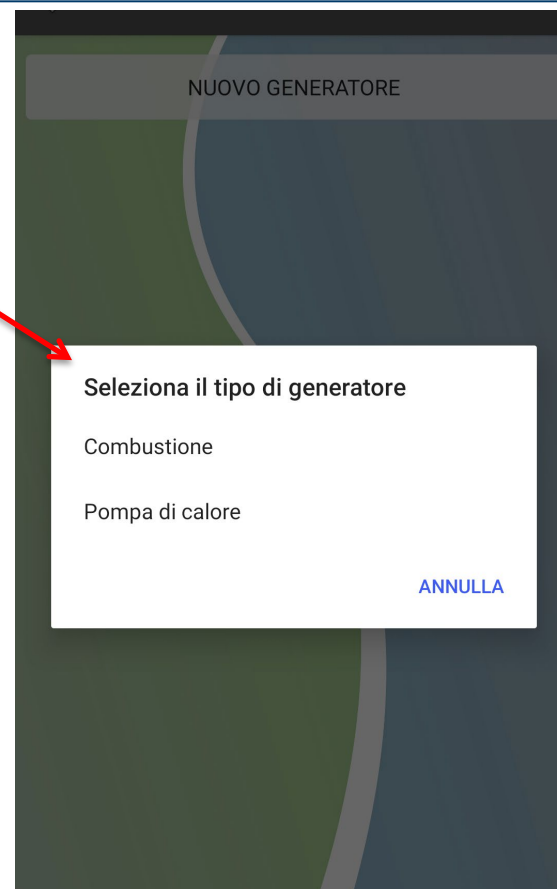 NUOVO GENERATORE
Seleziona il tipo di generatore
Combustione
Pompa di calore
ANNULLA